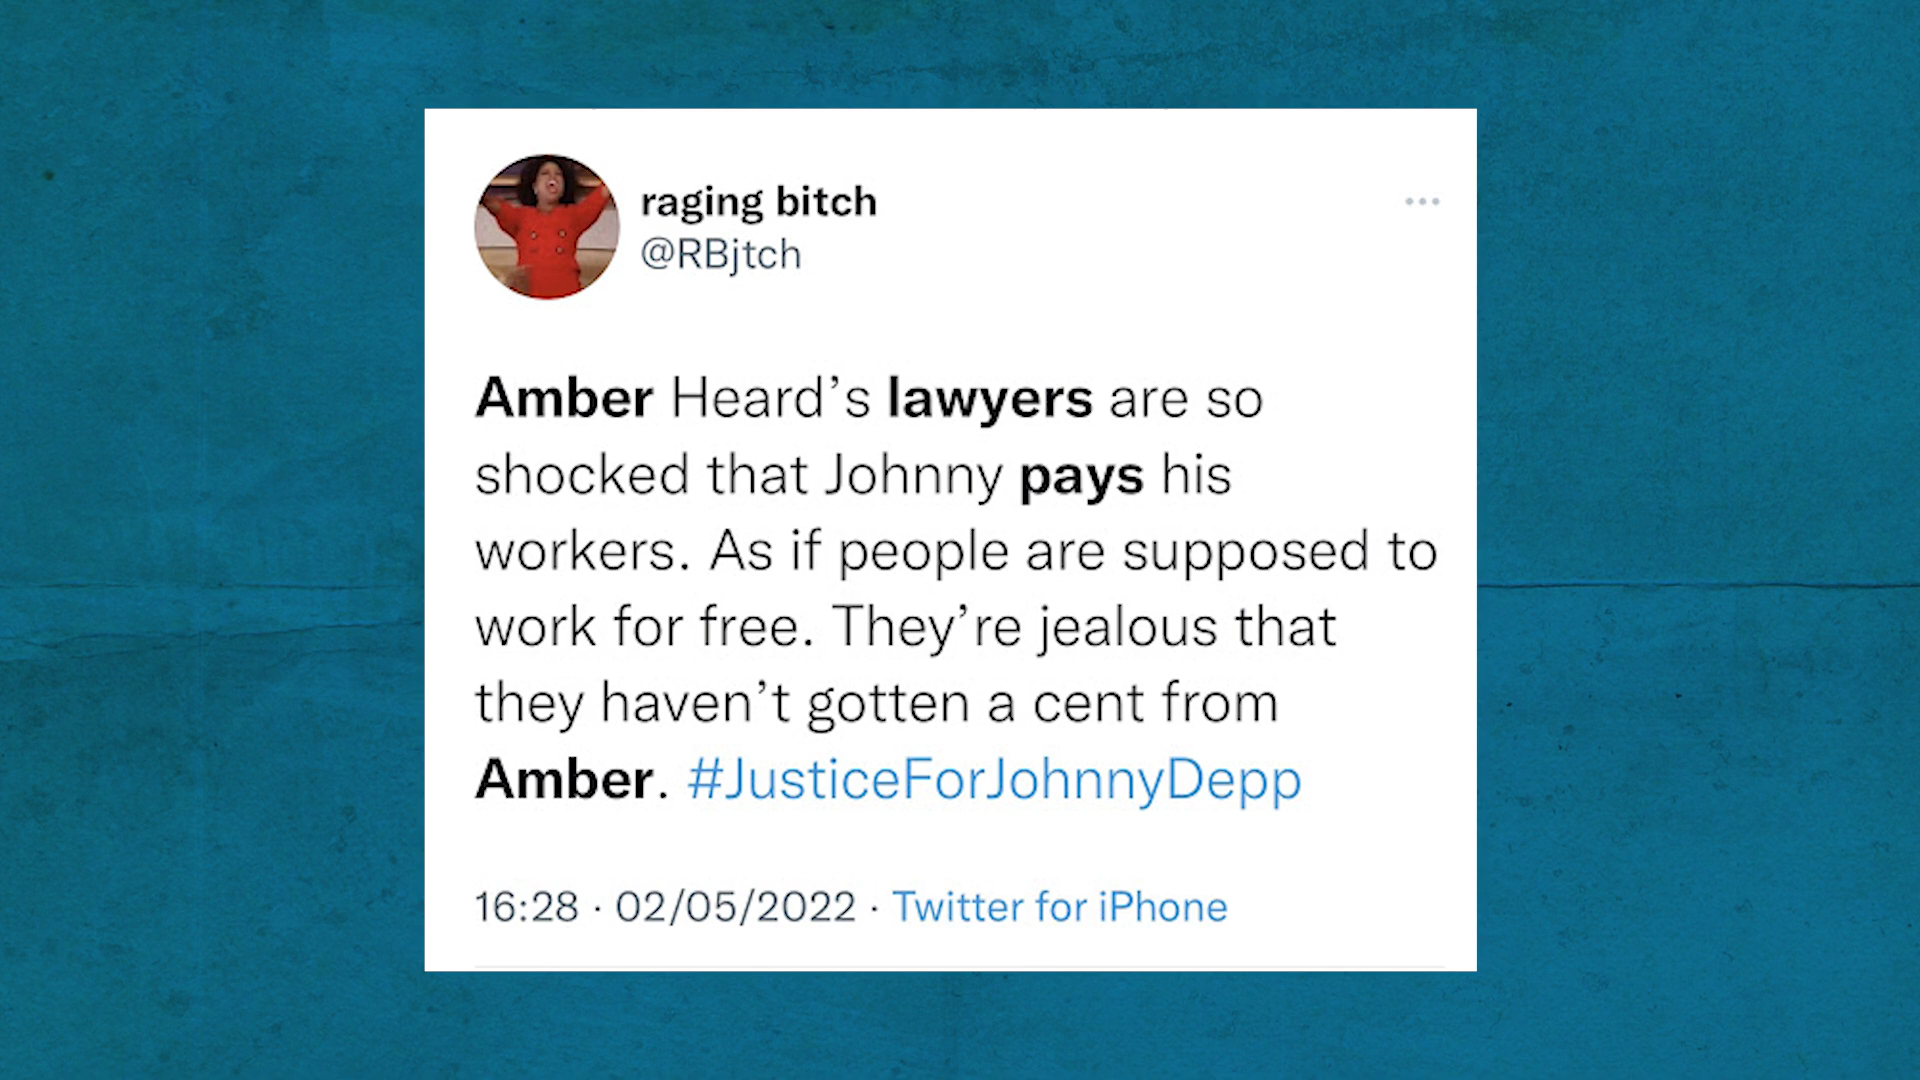 raging bitch
@RBjtch
Amber Heard’s lawyers are so
shocked that Johnny pays his
workers. As if people are supposed to
work for free. They’re jealous that
they haven’t gotten a cent from
Amber. #JusticeForJohnnyDepp
16:28 · 02/05/2022 · Twitter for iPhone